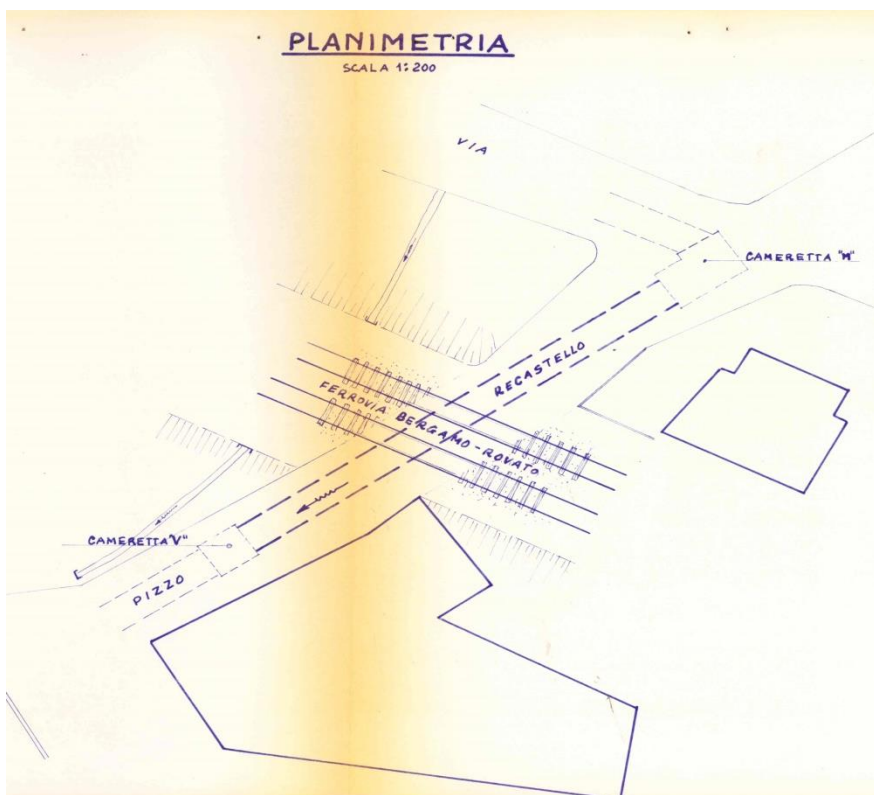 PLANIMETRIA
SCALA 1:200
VIA
CAMERETTA "M"
RECASTELLO
FERROVIA BERGAMO-ROVATO
CAMERETTA "V"
PIZZO